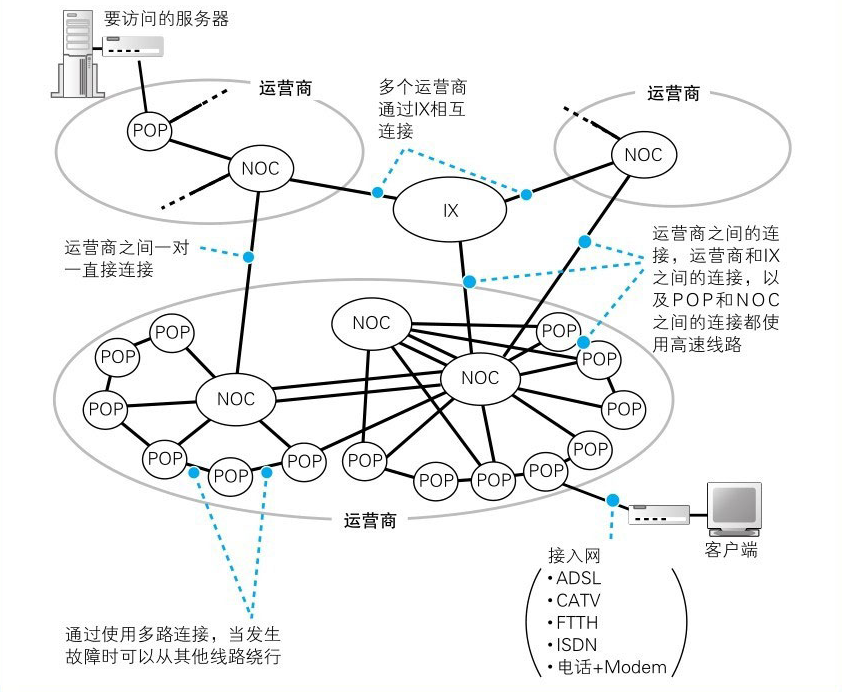 要访问的服务器
运营商
多个运营商
通过IX相互
连接
运营商
POP
NOC
NOC
IX
运营商之间一对
一直接连接
运营商之间的连
接，运营商和IX
之间的连接，以
及POP和NOC
之间的连接都使
用高速线路
NOC
POP
POP
POP
POP
NOC
NOC
POP
POP
POP
POP
POP
POP
POP
POP
POP
POP
POP
运营商
客户端
接入网
・ADSL
・CATV
・FTTH
・ISDN
・电话+Modem
通过使用多路连接，当发生
故障时可以从其他线路绕行